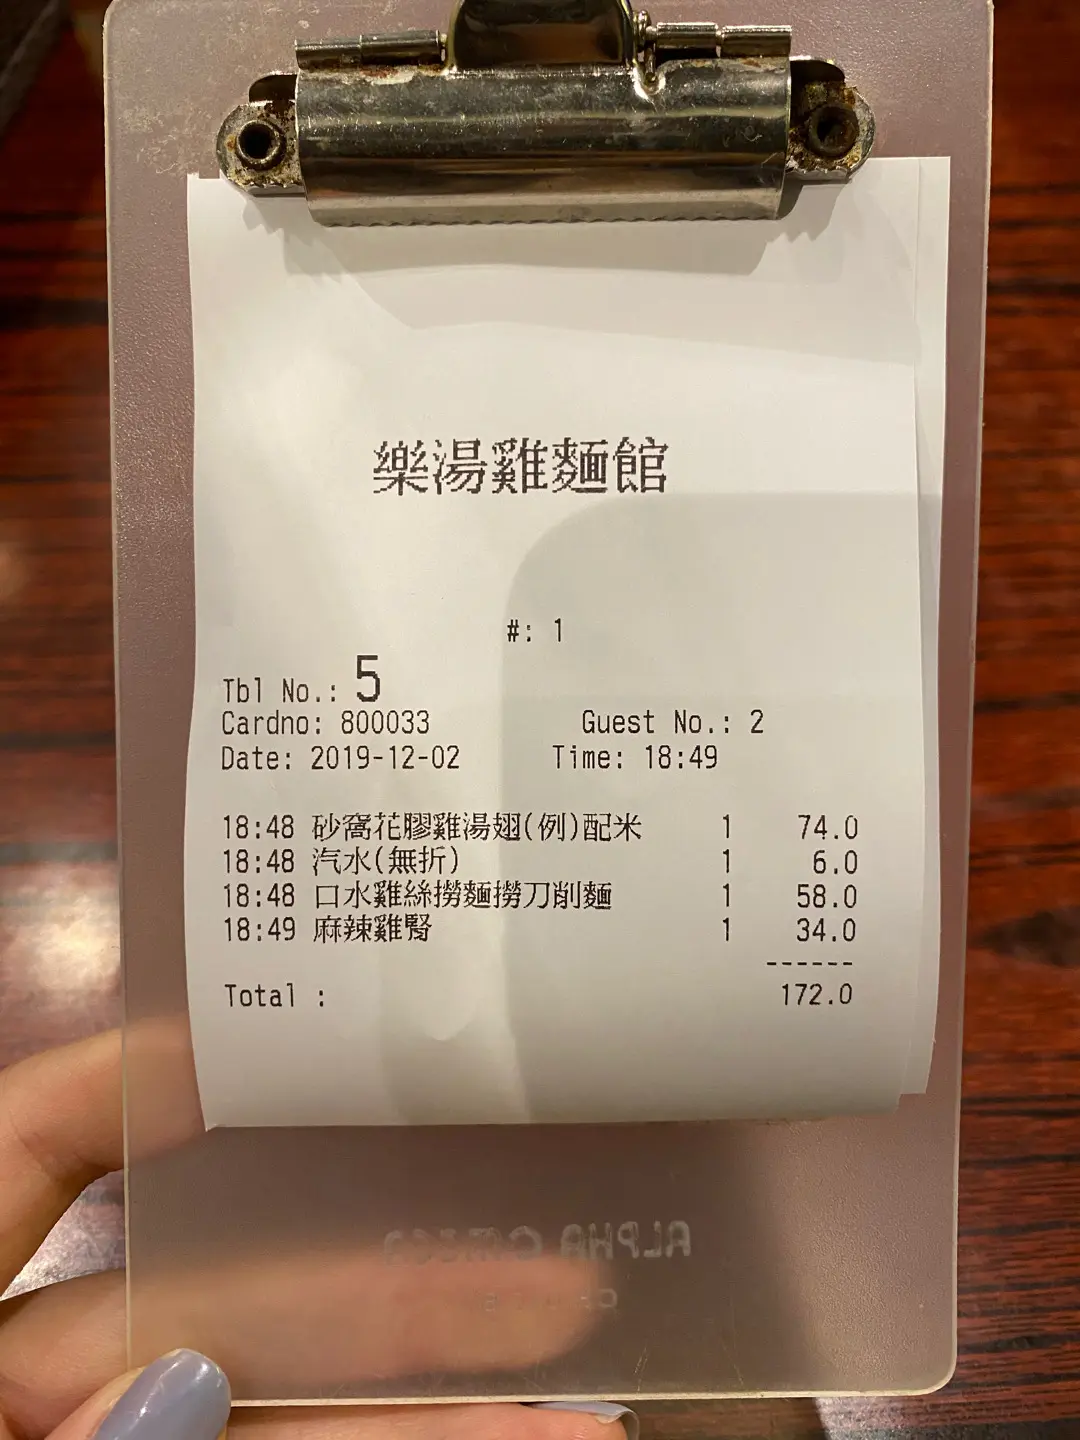 樂湯雞麵館
#: 1
Tbl No.: 5
Cardno: 800033 Guest No.: 2
Date: 2019-12-02 Time: 18:49
18:48 砂窩花膠雞湯翅(例)配米 1 74.0
18:48 汽水(無折) 1 6.0
18:48 口水雞絲撈麵撈刀削麵 1 58.0
18:49 麻辣雞腎 1 34.0
------
Total : 172.0
ALPHA